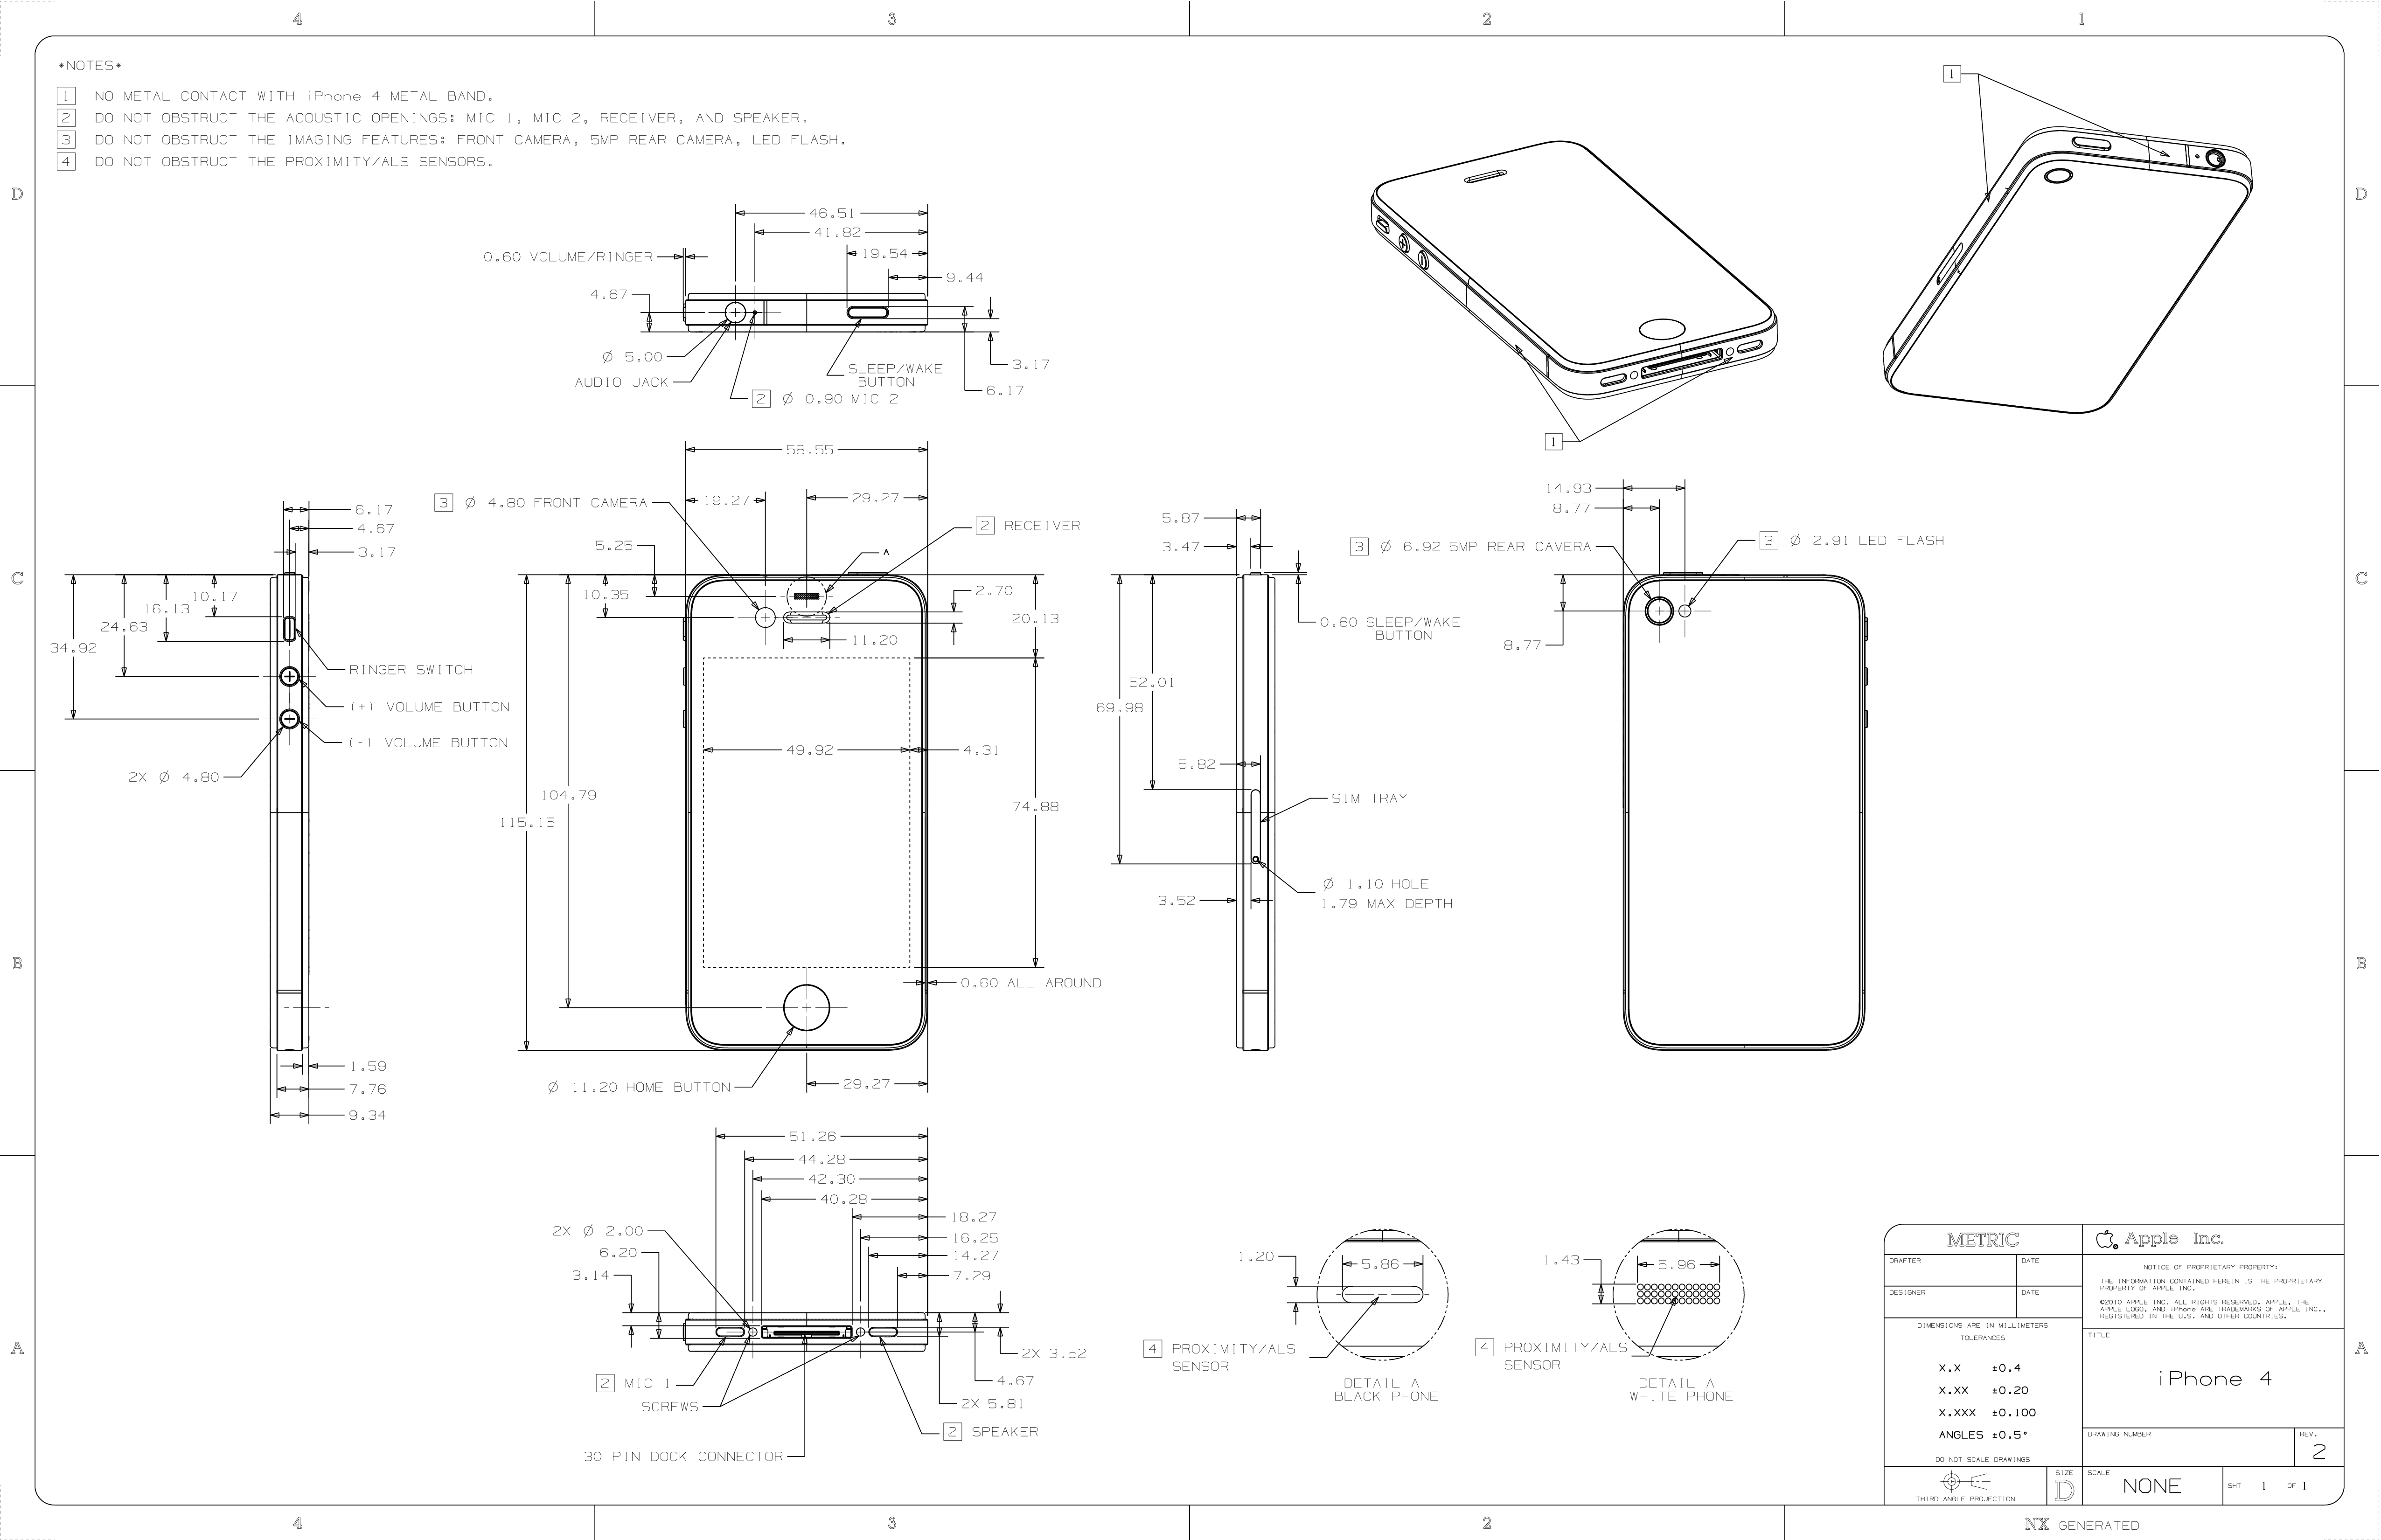 4 3 2 1
*NOTES*
1 NO METAL CONTACT WITH iPhone 4 METAL BAND.
2 DO NOT OBSTRUCT THE ACOUSTIC OPENINGS: MIC 1, MIC 2, RECEIVER, AND SPEAKER.
3 DO NOT OBSTRUCT THE IMAGING FEATURES: FRONT CAMERA, 5MP REAR CAMERA, LED FLASH.
4 DO NOT OBSTRUCT THE PROXIMITY/ALS SENSORS.
1
1
D D
46.51
41.82
0.60 VOLUME/RINGER
19.54
9.44
4.67
Ø 5.00
AUDIO JACK
SLEEP/WAKE
BUTTON
3.17
6.17
2 Ø 0.90 MIC 2
6.17
4.67
3.17
10.17
16.13
24.63
34.92
RINGER SWITCH
(+) VOLUME BUTTON
(-) VOLUME BUTTON
2X Ø 4.80
1.59
7.76
9.34
58.55
3 Ø 4.80 FRONT CAMERA
19.27
29.27
2 RECEIVER
5.25
A
10.35
2.70
20.13
11.20
49.92
4.31
104.79
74.88
115.15
0.60 ALL AROUND
Ø 11.20 HOME BUTTON
29.27
5.87
3.47
0.60 SLEEP/WAKE
BUTTON
52.01
69.98
5.82
SIM TRAY
Ø 1.10 HOLE
1.79 MAX DEPTH
3.52
14.93
8.77
3 Ø 6.92 5MP REAR CAMERA
3 Ø 2.91 LED FLASH
8.77
C C
B B
51.26
44.28
42.30
40.28
18.27
16.25
14.27
7.29
2X Ø 2.00
6.20
3.14
2X 3.52
4.67
2X 5.81
2 MIC 1
SCREWS
2 SPEAKER
30 PIN DOCK CONNECTOR
1.20
5.86
4 PROXIMITY/ALS
SENSOR
DETAIL A
BLACK PHONE
1.43
5.96
4 PROXIMITY/ALS
SENSOR
DETAIL A
WHITE PHONE
A A
METRIC
DRAFTER DATE
DESIGNER DATE
DIMENSIONS ARE IN MILLIMETERS
TOLERANCES
X.X ±0.4
X.XX ±0.20
X.XXX ±0.100
ANGLES ±0.5°
DO NOT SCALE DRAWINGS
THIRD ANGLE PROJECTION
SIZE
D
Apple Inc.
NOTICE OF PROPRIETARY PROPERTY:
THE INFORMATION CONTAINED HEREIN IS THE PROPRIETARY
PROPERTY OF APPLE INC.
©2010 APPLE INC. ALL RIGHTS RESERVED. APPLE, THE
APPLE LOGO, AND iPhone ARE TRADEMARKS OF APPLE INC.,
REGISTERED IN THE U.S. AND OTHER COUNTRIES.
TITLE
iPhone 4
DRAWING NUMBER
REV.
2
SCALE
NONE
SHT 1 OF 1
4 3 2 NX GENERATED